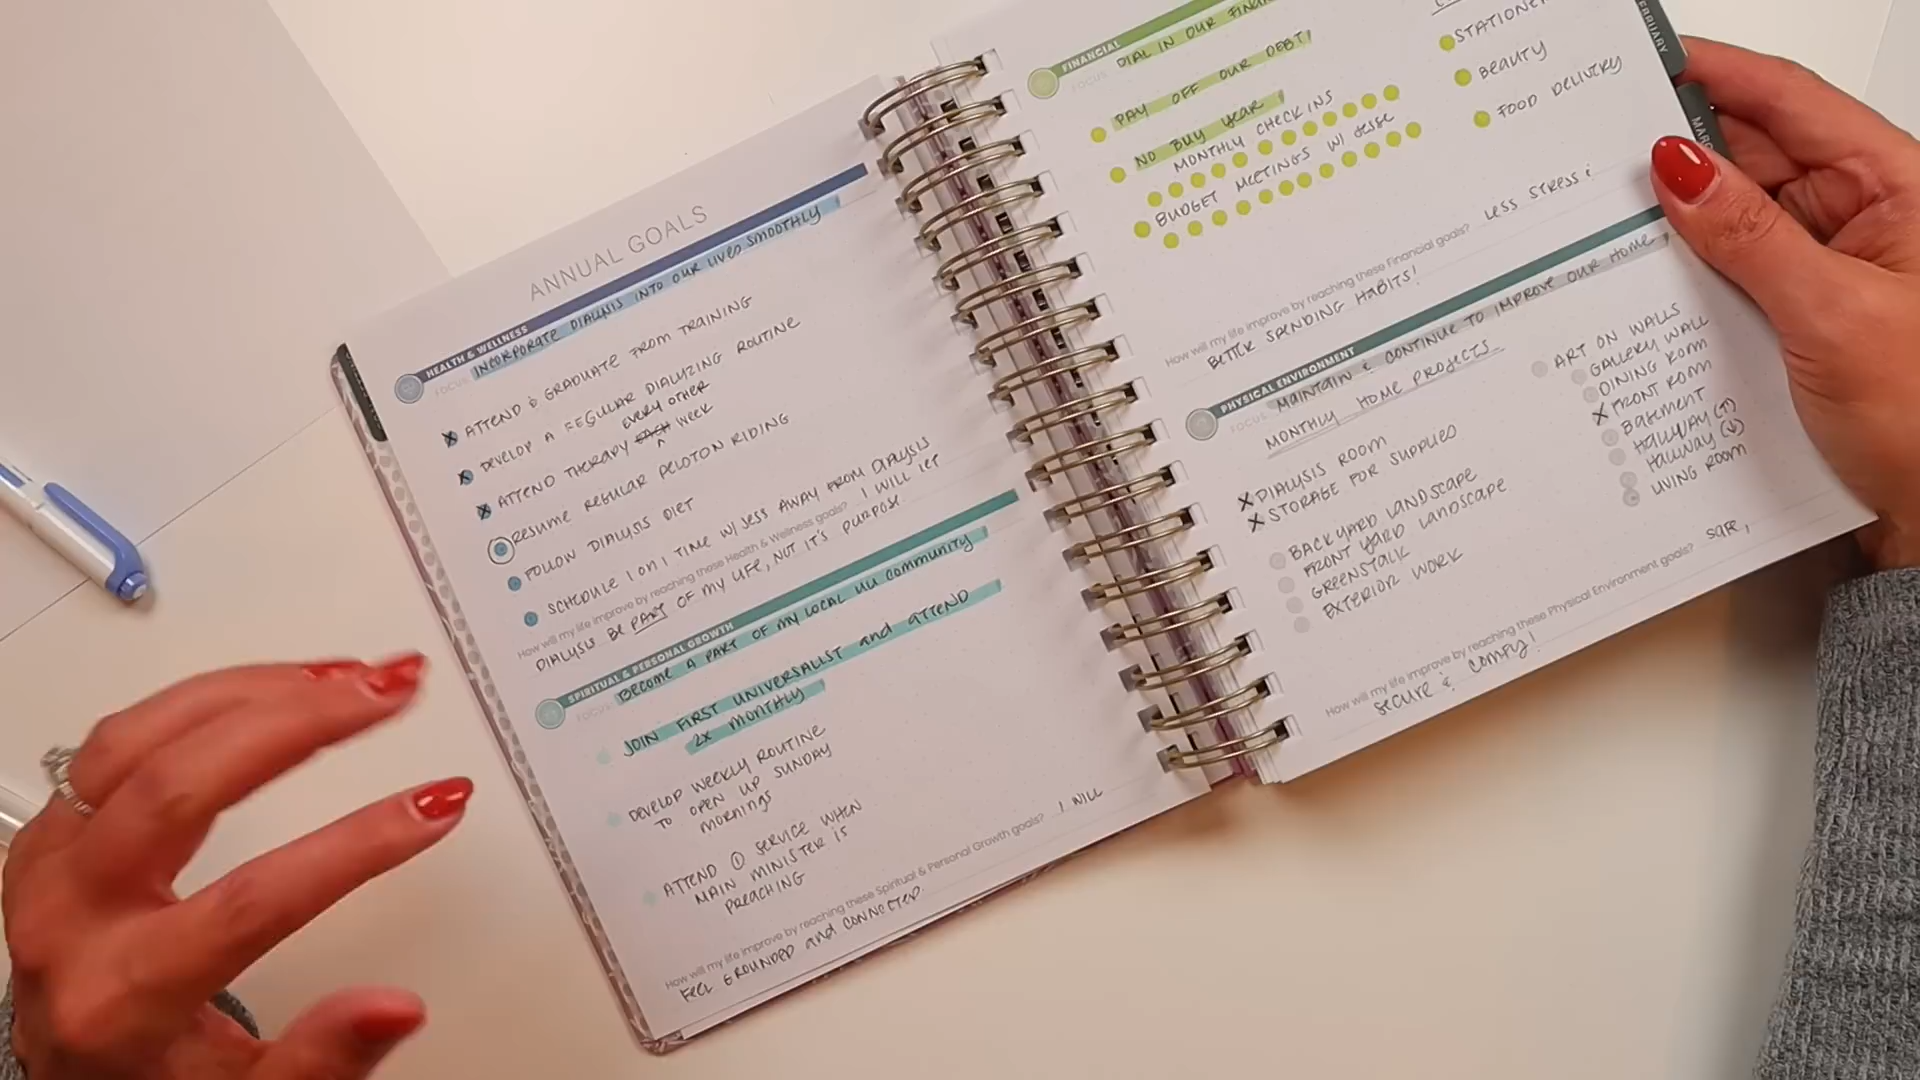 ANNUAL GOALS
HEALTH & WELLNESS
FOCUS INCORPORATE DIALYSIS INTO OUR LIVES SMOOTHLY
ATTEND & GRADUATE FROM TRAINING
DEVELOP A REGULAR DIALYZING ROUTINE
EVERY OTHER
ATTEND THERAPY EACH WEEK
RESUME REGULAR PELOTON RIDING
FOLLOW DIALYSIS DIET
SCHEDULE 1 ON 1 TIME W/ JESS AWAY FROM DIALYSIS
How will my life improve by reaching these Health & Wellness goals? I WILL LET
DIALYSIS BE PART OF MY LIFE, NOT IT'S PURPOSE
SPIRITUAL & PERSONAL GROWTH
FOCUS BECOME A PART OF MY LOCAL UU COMMUNITY
JOIN FIRST UNIVERSALIST and ATTEND
2X MONTHLY
DEVELOP WEEKLY ROUTINE
TO OPEN UP SUNDAY
MORNINGS
ATTEND ① SERVICE WHEN
MAIN MINISTER IS
PREACHING
How will my life improve by reaching these Spiritual & Personal Growth goals? I WILL
FEEL GROUNDED and CONNECTED.
FINANCIAL
FOCUS DIAL IN OUR
PAY OFF OUR DEBT!
NO BUY YEAR
MONTHLY CHECK INS
BUDGET MEETINGS W/ JESSE
STATIONERY
BEAUTY
FOOD DELIVERY
How will my life improve by reaching these Financial goals? LESS STRESS &
BETTER SPENDING HABITS!
PHYSICAL ENVIRONMENT
FOCUS MAINTAIN & CONTINUE TO IMPROVE OUR HOME
MONTHLY HOME PROJECTS
DIALYSIS ROOM
STORAGE FOR SUPPLIES
BACKYARD LANDSCAPE
FRONT YARD LANDSCAPE
GREENSTALK
EXTERIOR WORK
ART ON WALLS
GALLERY WALL
DINING ROOM
FRONT ROOM
BASEMENT
HALLWAY (↑)
HALLWAY (↓)
LIVING ROOM
How will my life improve by reaching these Physical Environment goals? SAFE,
SECURE & COMFY!